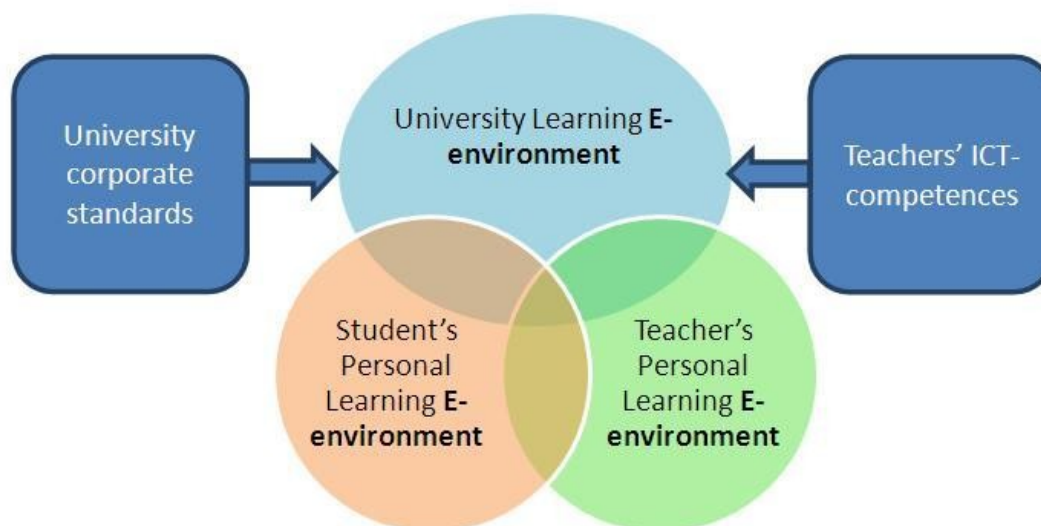 University
corporate
standards
University Learning E-
environment
Teachers’ ICT-
competences
Student’s
Personal
Learning E-
environment
Teacher’s
Personal
Learning E-
environment